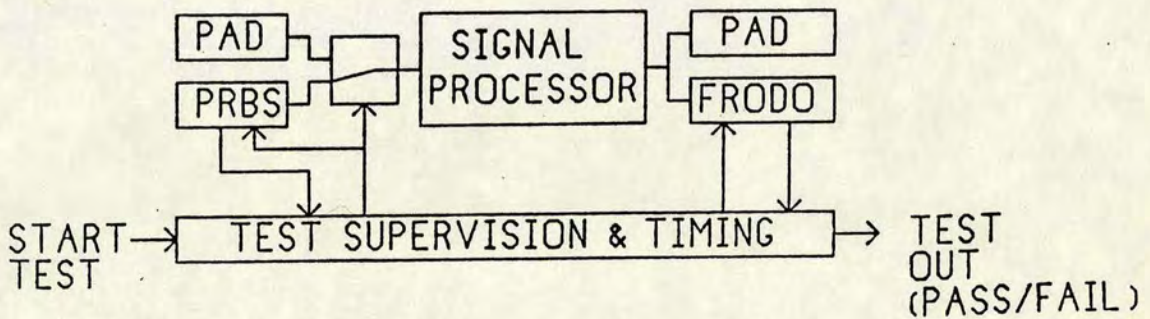 PAD
SIGNAL
PROCESSOR
PAD
PRBS
FRODO
START
TEST
TEST SUPERVISION & TIMING
TEST
OUT
(PASS/FAIL)